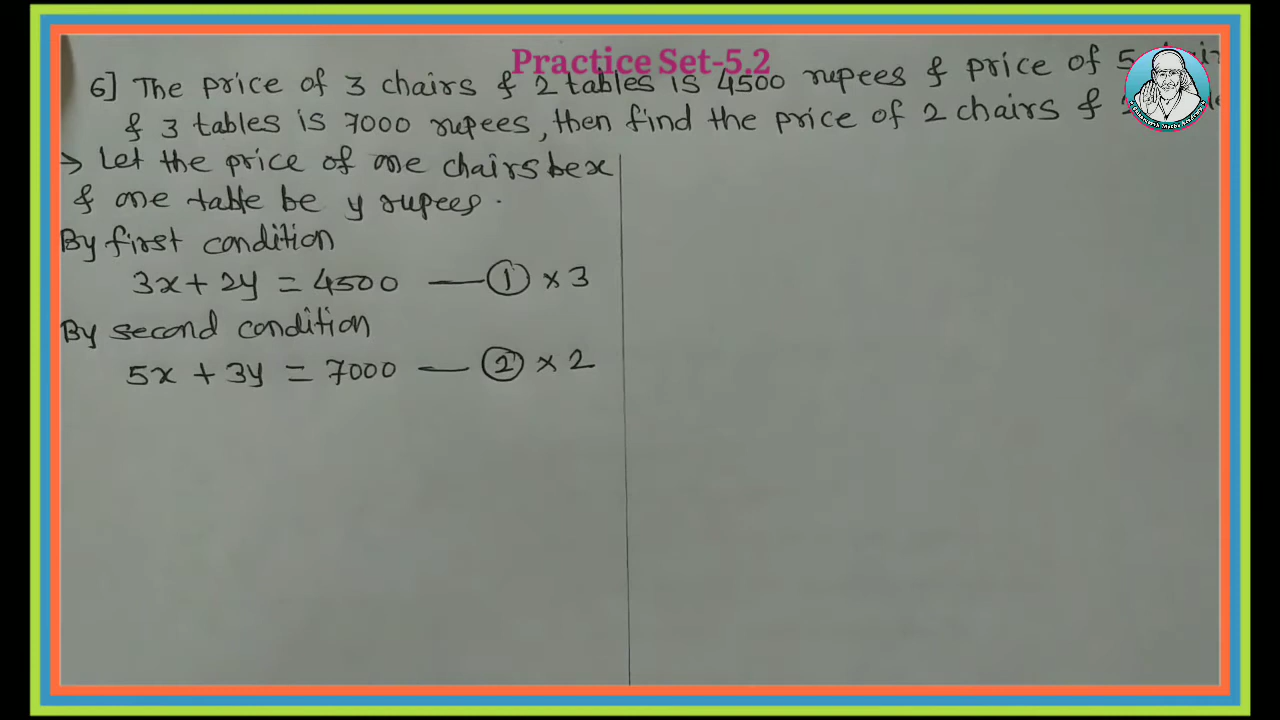 Practice Set-5.2
6] The price of 3 chairs & 2 tables is 4500 rupees & price of 5
& 3 tables is 7000 rupees, then find the price of 2 chairs &
→ Let the price of one chairs be x
& one table be y rupees.
By first condition
3x + 2y = 4500 — ① × 3
By second condition
5x + 3y = 7000 — ② × 2